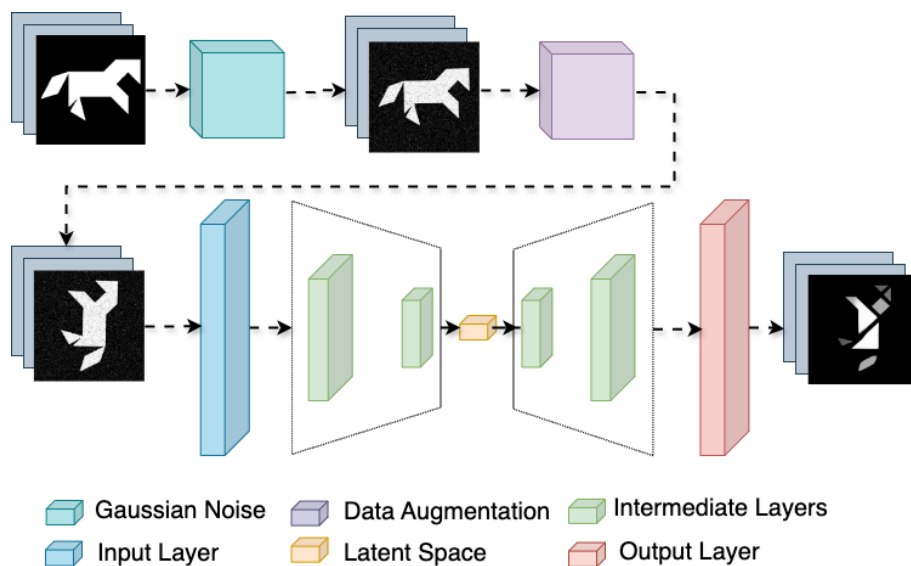 Gaussian Noise
Data Augmentation
Intermediate Layers
Input Layer
Latent Space
Output Layer